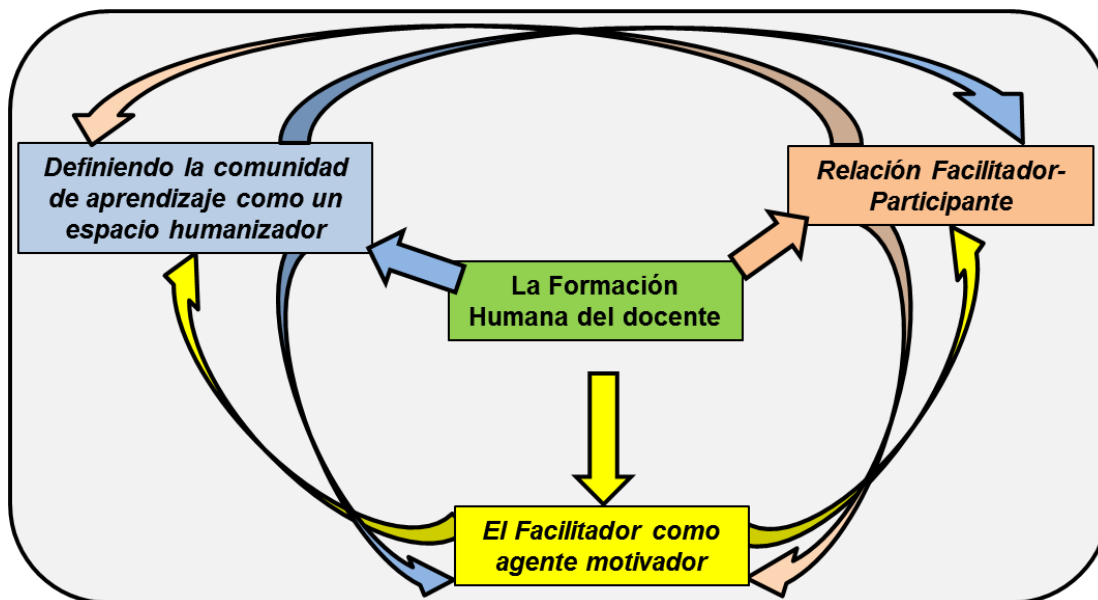 Definiendo la comunidad
de aprendizaje como un
espacio humanizador
Relación Facilitador-
Participante
La Formación
Humana del docente
El Facilitador como
agente motivador